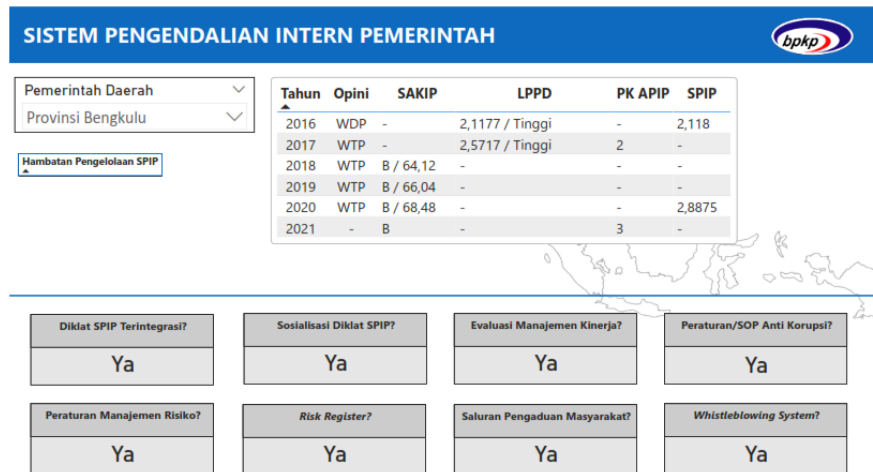 SISTEM PENGENDALIAN INTERN PEMERINTAH
bpkp
Pemerintah Daerah
Provinsi Bengkulu
Hambatan Pengelolaan SPIP
Tahun Opini SAKIP LPPD PK APIP SPIP
2016 WDP - 2,1177 / Tinggi - 2,118
2017 WTP - 2,5717 / Tinggi 2 -
2018 WTP B / 64,12 - - -
2019 WTP B / 66,04 - - -
2020 WTP B / 68,48 - - 2,8875
2021 - B - 3 -
Diklat SPIP Terintegrasi? Sosialisasi Diklat SPIP? Evaluasi Manajemen Kinerja? Peraturan/SOP Anti Korupsi?
Ya Ya Ya Ya
Peraturan Manajemen Risiko? Risk Register? Saluran Pengaduan Masyarakat? Whistleblowing System?
Ya Ya Ya Ya